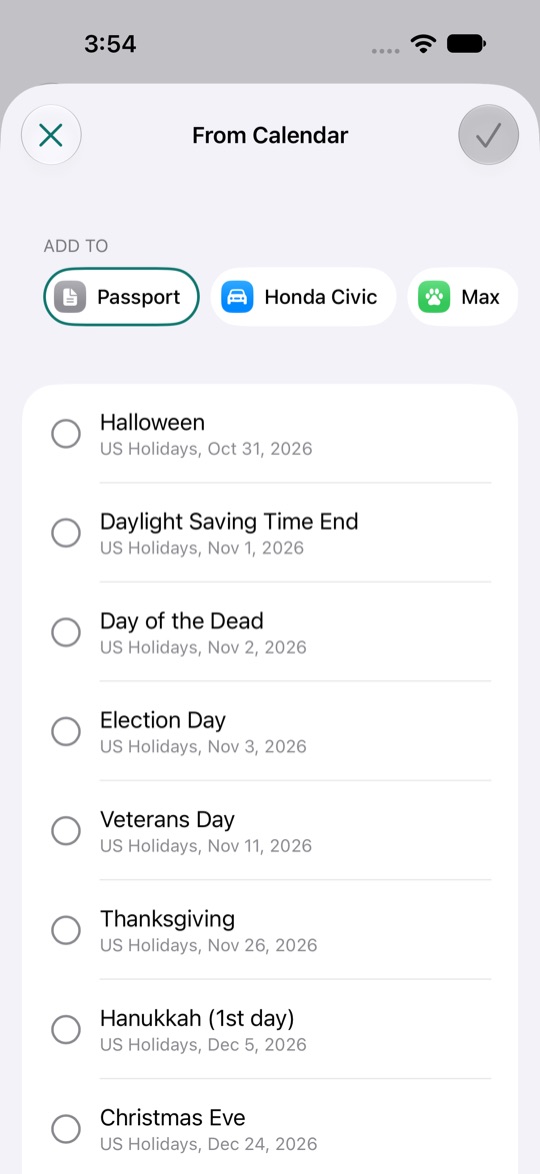 3:54
From Calendar
ADD TO
Passport
Honda Civic
Max
Halloween
US Holidays, Oct 31, 2026
Daylight Saving Time End
US Holidays, Nov 1, 2026
Day of the Dead
US Holidays, Nov 2, 2026
Election Day
US Holidays, Nov 3, 2026
Veterans Day
US Holidays, Nov 11, 2026
Thanksgiving
US Holidays, Nov 26, 2026
Hanukkah (1st day)
US Holidays, Dec 5, 2026
Christmas Eve
US Holidays, Dec 24, 2026